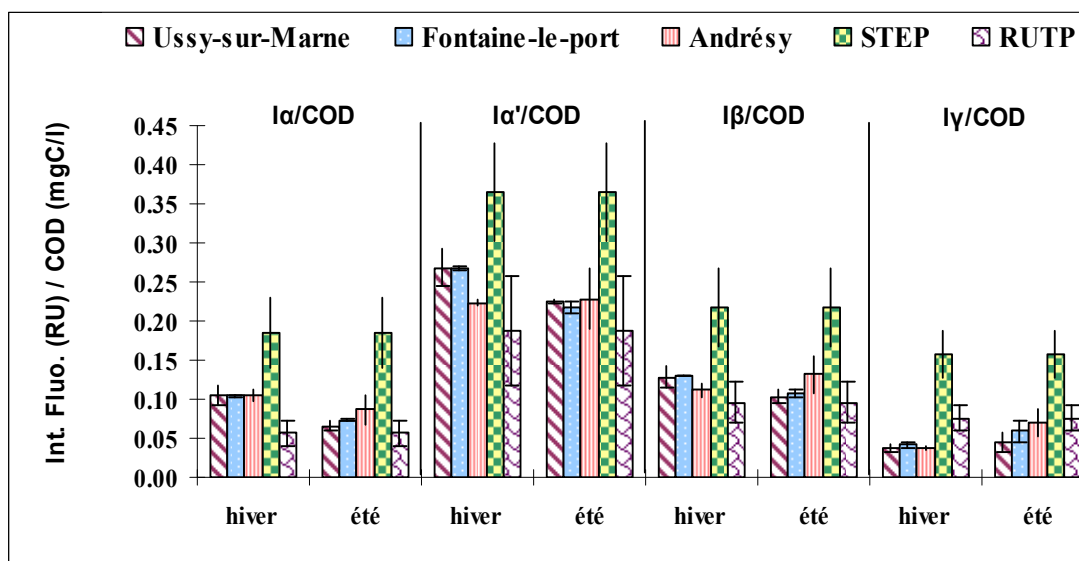 Ussy-sur-Marne Fontaine-le-port Andrésy STEP RUTP
Iα/COD Iα'/COD Iβ/COD Iγ/COD
Int. Fluo. (RU) / COD (mgC/l)
0.45
0.40
0.35
0.30
0.25
0.20
0.15
0.10
0.05
0.00
hiver été hiver été hiver été hiver été